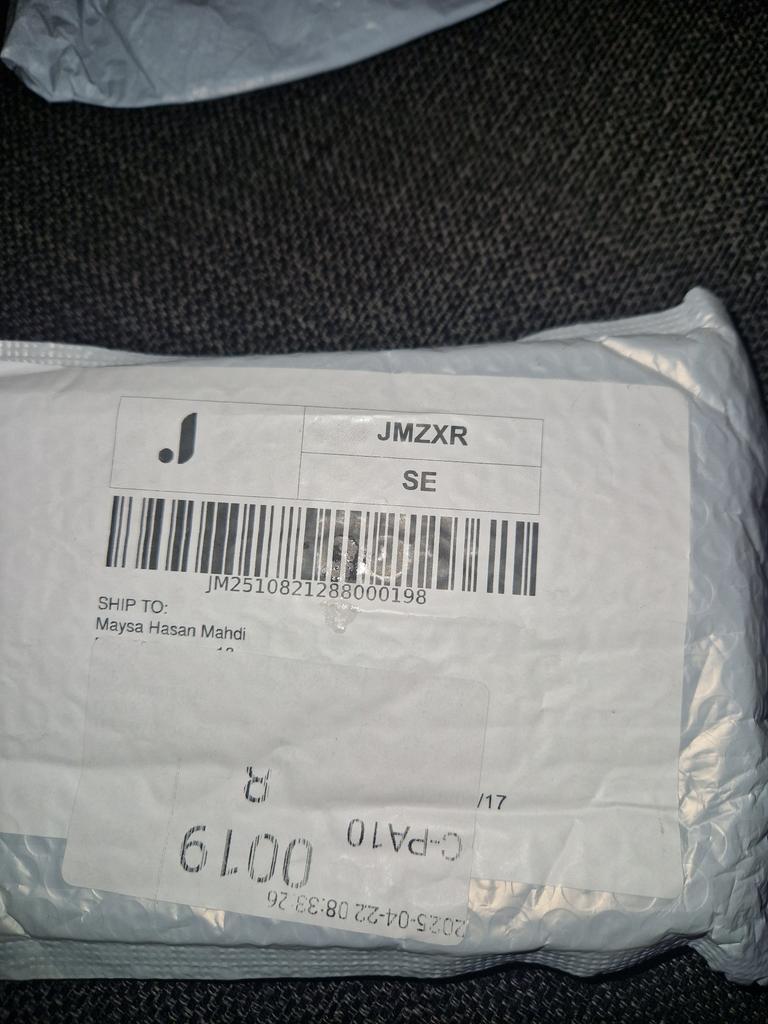 JMZXR
SE
JM2510821288000198
SHIP TO:
Maysa Hasan Mahdi
/17
R
C-PA10
0019
2025-04-22 08:33:26